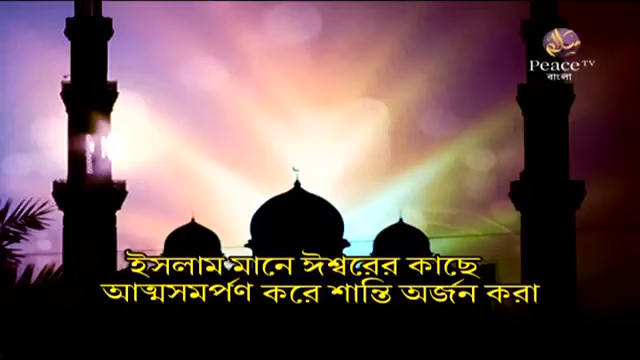 Peace TV
বাংলা
ইসলাম মানে ঈশ্বরের কাছে
আত্মসমর্পণ করে শান্তি অর্জন করা